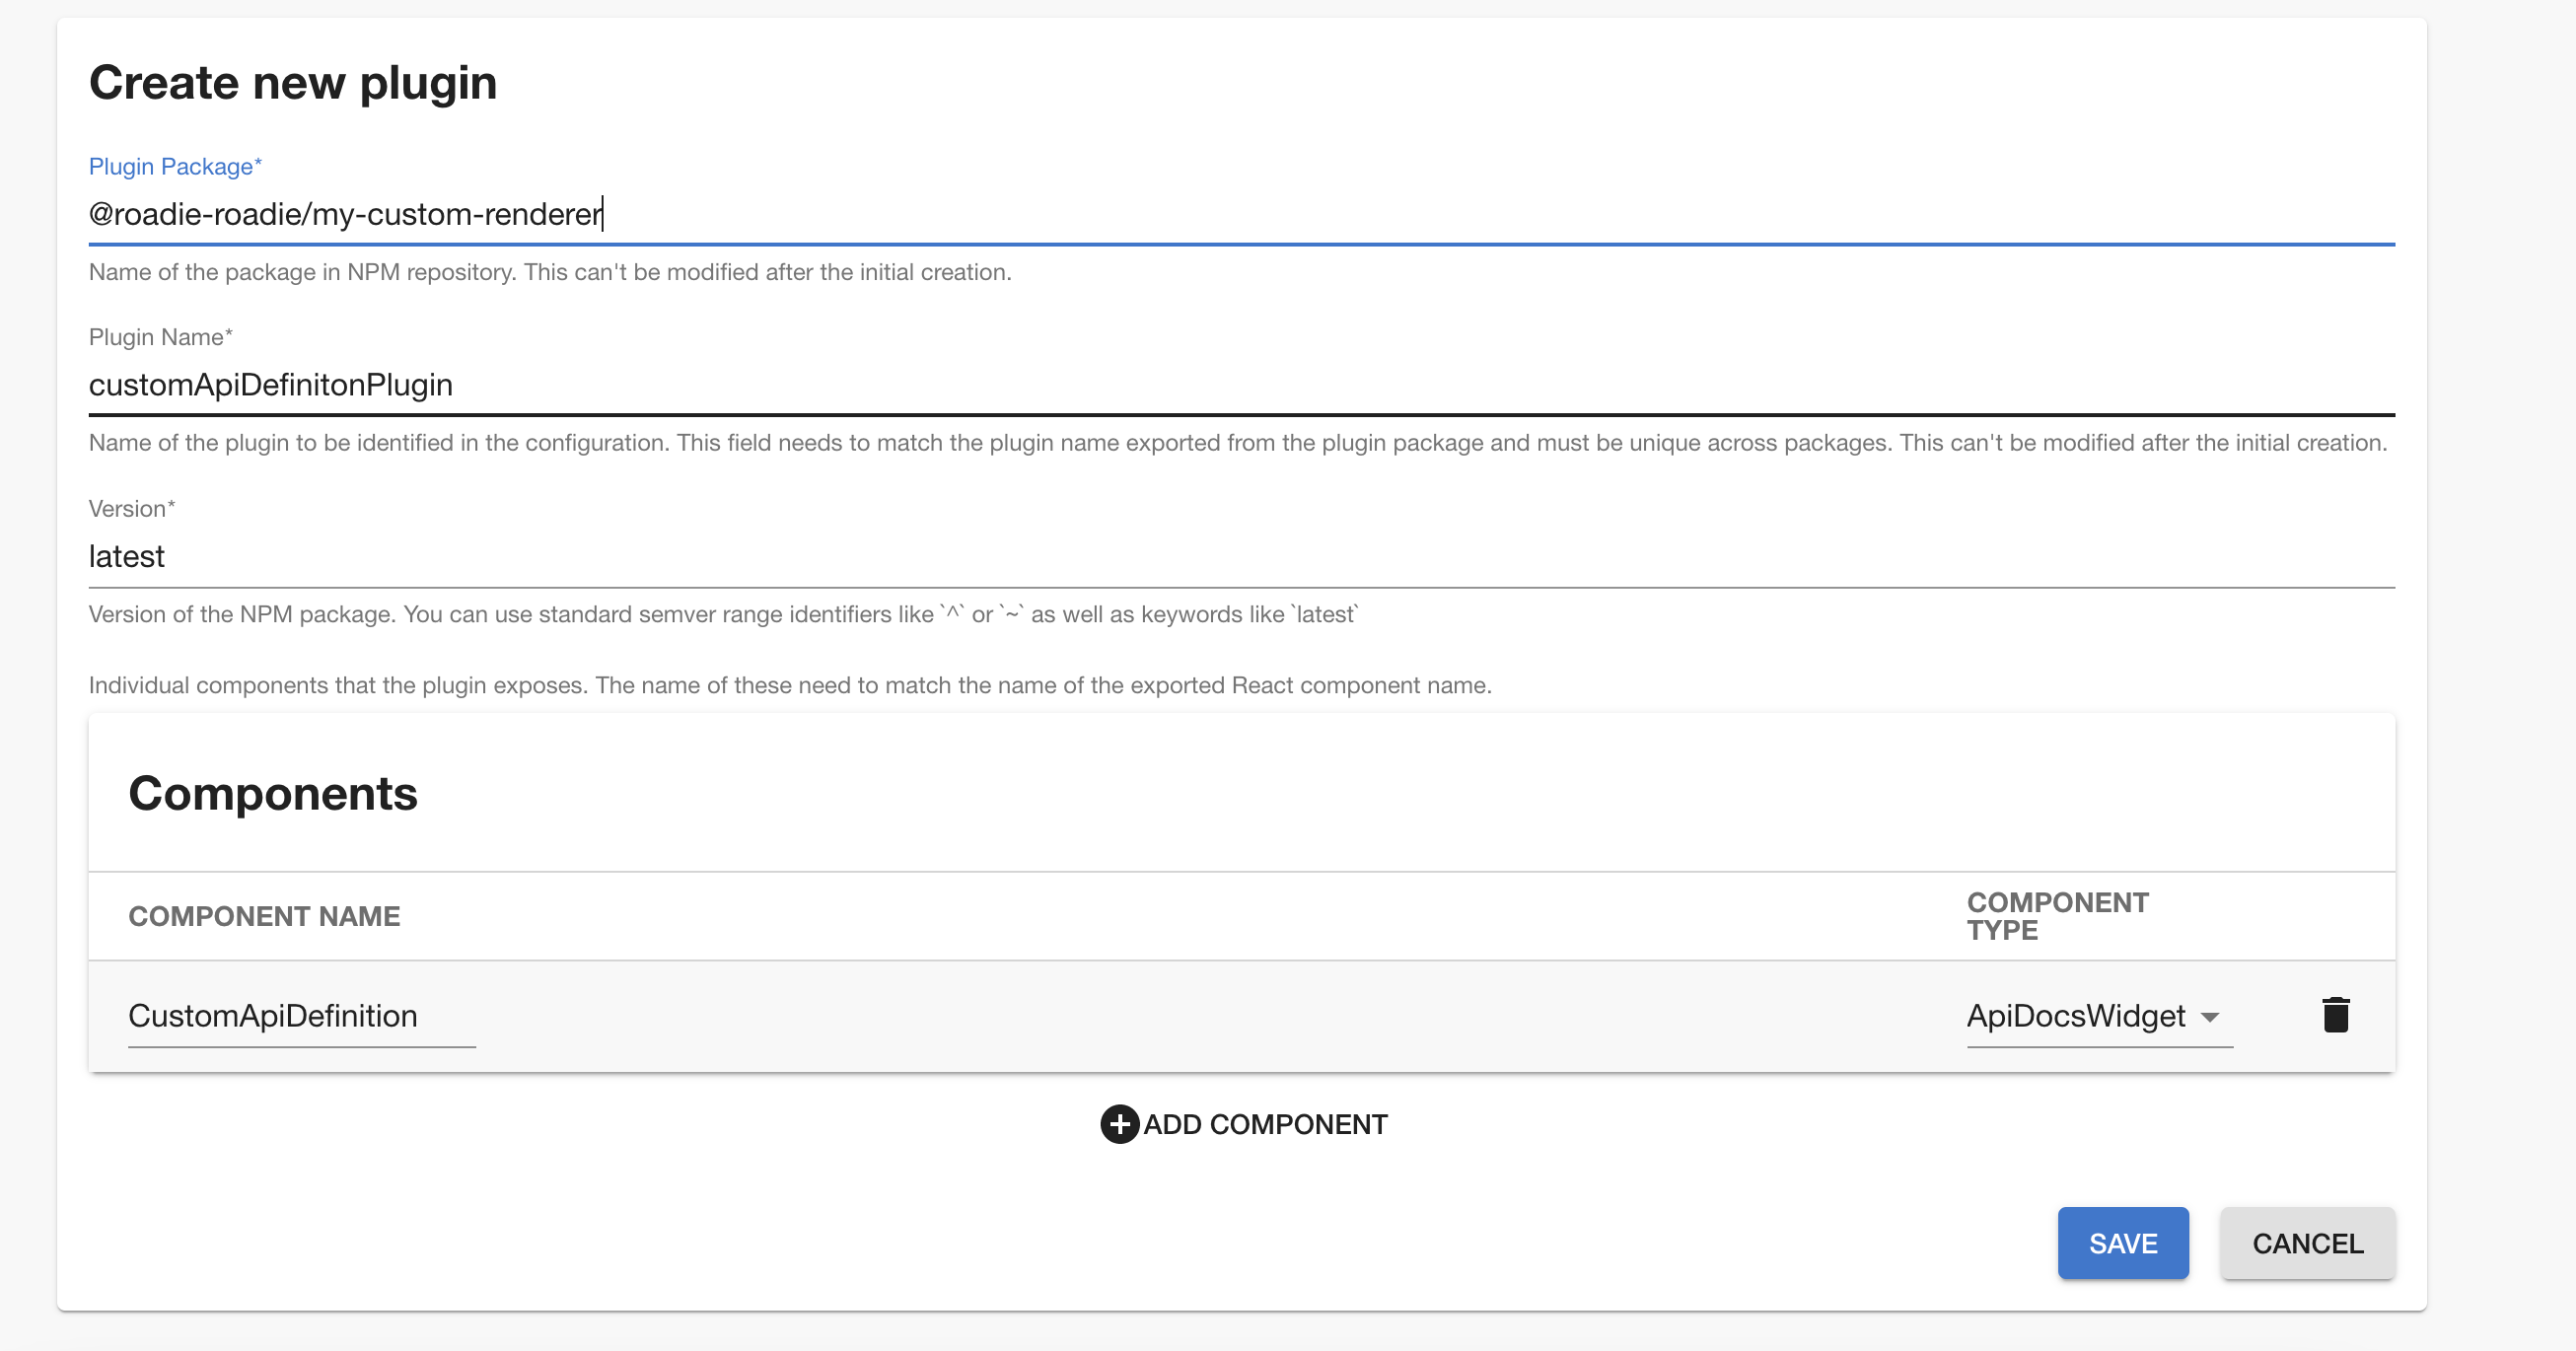 Create new plugin
Plugin Package*
@roadie-roadie/my-custom-renderer
Name of the package in NPM repository. This can't be modified after the initial creation.
Plugin Name*
customApiDefinitonPlugin
Name of the plugin to be identified in the configuration. This field needs to match the plugin name exported from the plugin package and must be unique across packages. This can't be modified after the initial creation.
Version*
latest
Version of the NPM package. You can use standard semver range identifiers like `^` or `~` as well as keywords like `latest`
Individual components that the plugin exposes. The name of these need to match the name of the exported React component name.
Components
COMPONENT NAME
COMPONENT
TYPE
CustomApiDefinition
ApiDocsWidget
ADD COMPONENT
SAVE
CANCEL